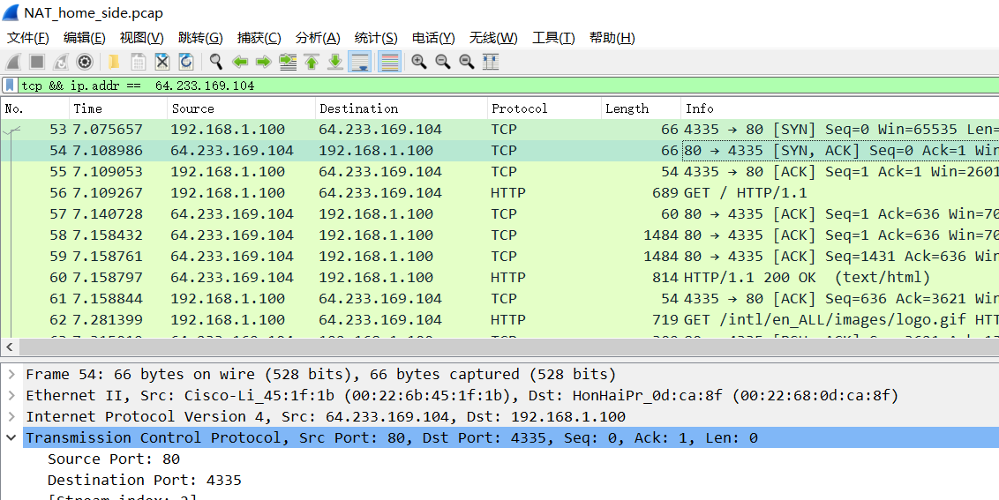 NAT_home_side.pcap
文件(F) 编辑(E) 视图(V) 跳转(G) 捕获(C) 分析(A) 统计(S) 电话(Y) 无线(W) 工具(T) 帮助(H)
tcp && ip.addr == 64.233.169.104
No. Time Source Destination Protocol Length Info
53 7.075657 192.168.1.100 64.233.169.104 TCP 66 4335 → 80 [SYN] Seq=0 Win=65535 Len=
54 7.108986 64.233.169.104 192.168.1.100 TCP 66 80 → 4335 [SYN, ACK] Seq=0 Ack=1 Win
55 7.109053 192.168.1.100 64.233.169.104 TCP 54 4335 → 80 [ACK] Seq=1 Ack=1 Win=2601
56 7.109267 192.168.1.100 64.233.169.104 HTTP 689 GET / HTTP/1.1
57 7.140728 64.233.169.104 192.168.1.100 TCP 60 80 → 4335 [ACK] Seq=1 Ack=636 Win=70
58 7.158432 64.233.169.104 192.168.1.100 TCP 1484 80 → 4335 [ACK] Seq=1 Ack=636 Win=70
59 7.158761 64.233.169.104 192.168.1.100 TCP 1484 80 → 4335 [ACK] Seq=1431 Ack=636 Win
60 7.158797 64.233.169.104 192.168.1.100 HTTP 814 HTTP/1.1 200 OK (text/html)
61 7.158844 192.168.1.100 64.233.169.104 TCP 54 4335 → 80 [ACK] Seq=636 Ack=3621 Win
62 7.281399 192.168.1.100 64.233.169.104 HTTP 719 GET /intl/en_ALL/images/logo.gif HTT
Frame 54: 66 bytes on wire (528 bits), 66 bytes captured (528 bits)
Ethernet II, Src: Cisco-Li_45:1f:1b (00:22:6b:45:1f:1b), Dst: HonHaiPr_0d:ca:8f (00:22:68:0d:ca:8f)
Internet Protocol Version 4, Src: 64.233.169.104, Dst: 192.168.1.100
Transmission Control Protocol, Src Port: 80, Dst Port: 4335, Seq: 0, Ack: 1, Len: 0
Source Port: 80
Destination Port: 4335
[Stream index: 2]